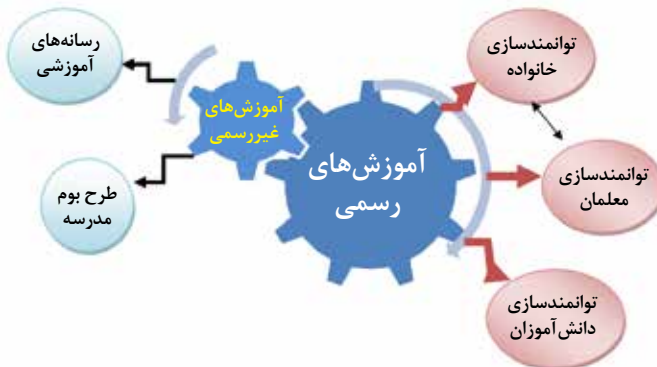 توانمندسازی
خانواده
توانمندسازی
معلمان
توانمندسازی
دانش‌آموزان
آموزش‌های
رسمی
آموزش‌های
غیررسمی
رسانه‌های
آموزشی
طرح بوم
مدرسه